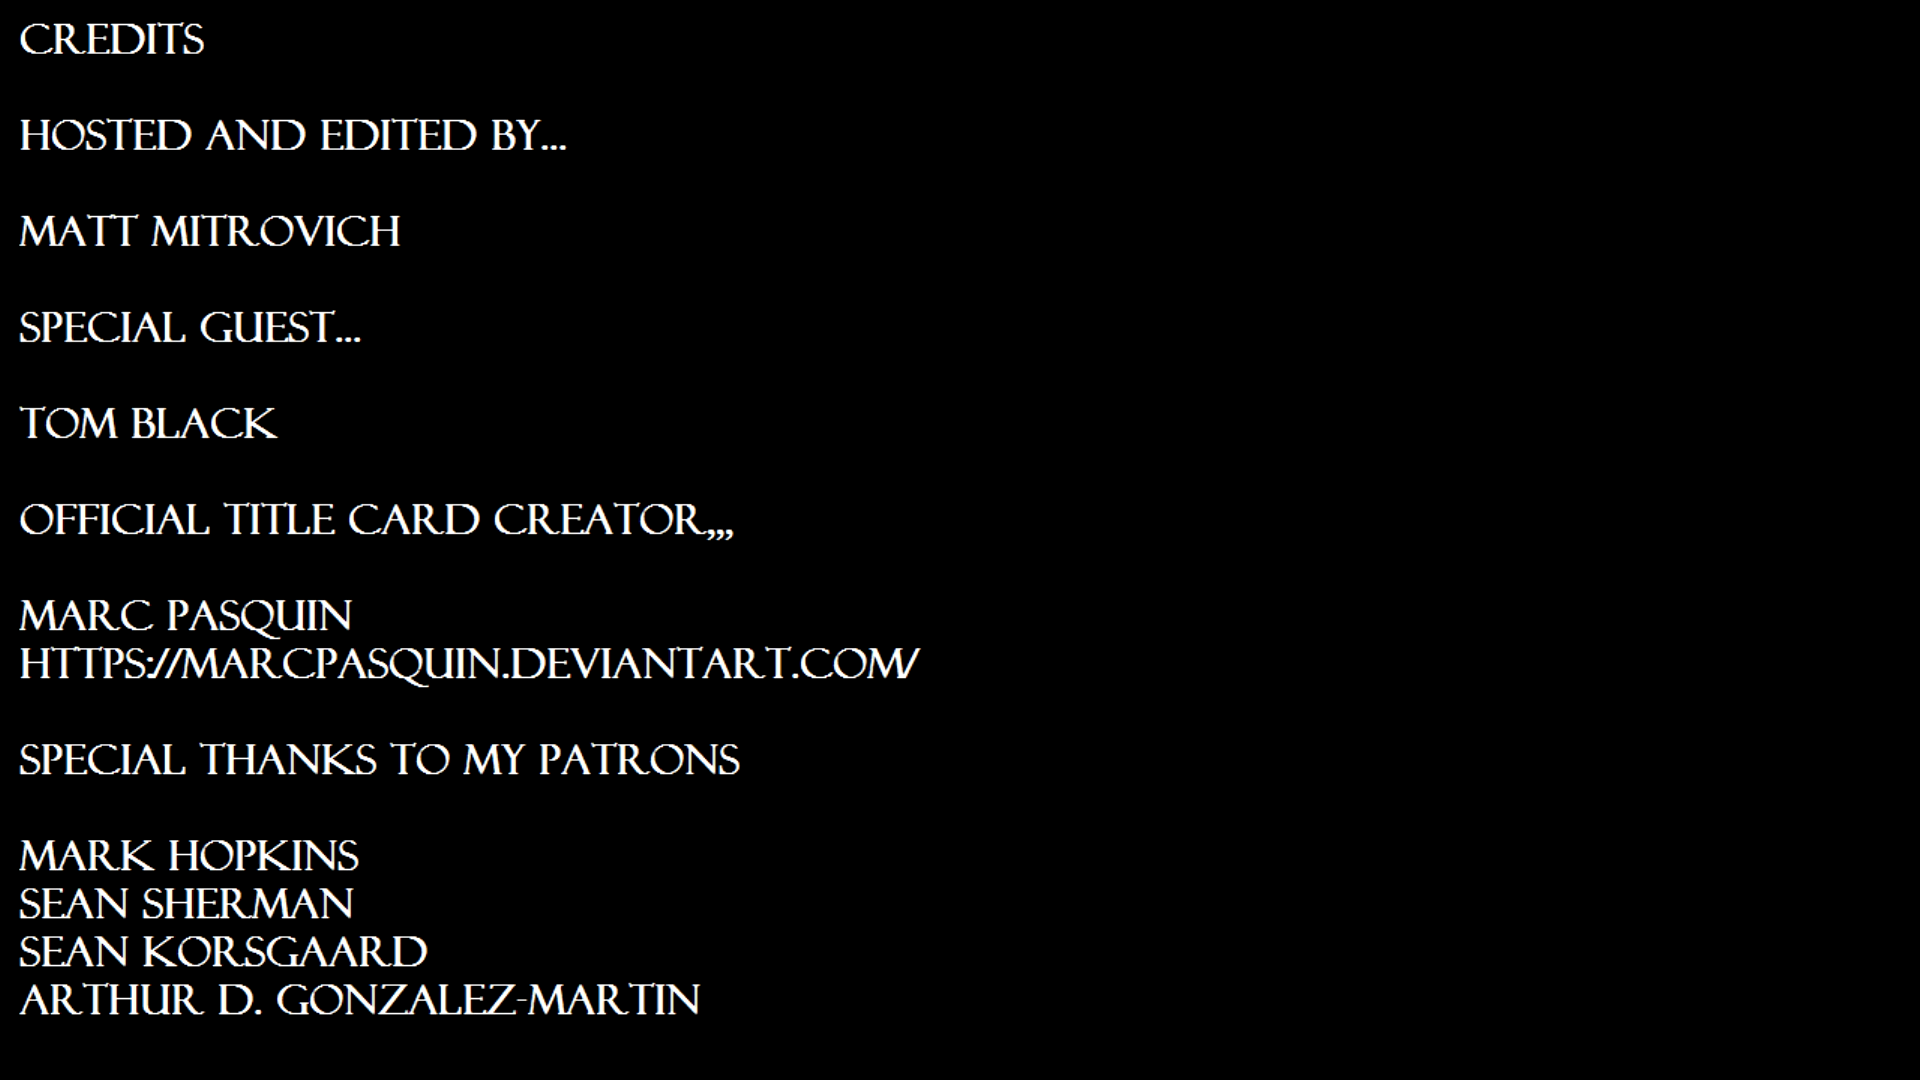 CREDITS
HOSTED AND EDITED BY...
MATT MITROVICH
SPECIAL GUEST...
TOM BLACK
OFFICIAL TITLE CARD CREATOR,,,
MARC PASQUIN
HTTPS://MARCPASQUIN.DEVIANTART.COM/
SPECIAL THANKS TO MY PATRONS
MARK HOPKINS
SEAN SHERMAN
SEAN KORSGAARD
ARTHUR D. GONZALEZ-MARTIN